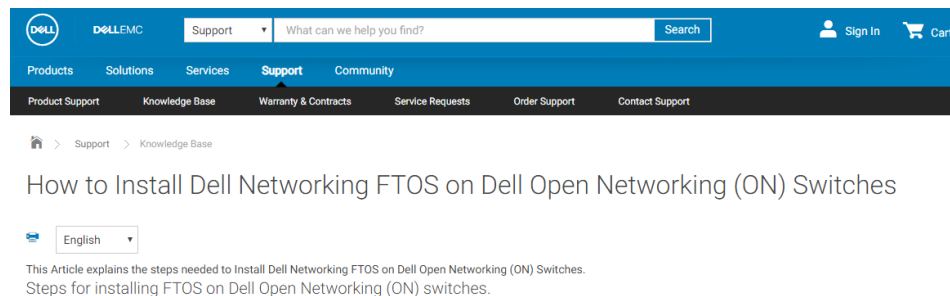 DELL DELLEMC Support What can we help you find? Search Sign In Cart
Products Solutions Services Support Community
Product Support Knowledge Base Warranty & Contracts Service Requests Order Support Contact Support
Support Knowledge Base
How to Install Dell Networking FTOS on Dell Open Networking (ON) Switches
English
This Article explains the steps needed to Install Dell Networking FTOS on Dell Open Networking (ON) Switches.
Steps for installing FTOS on Dell Open Networking (ON) switches.